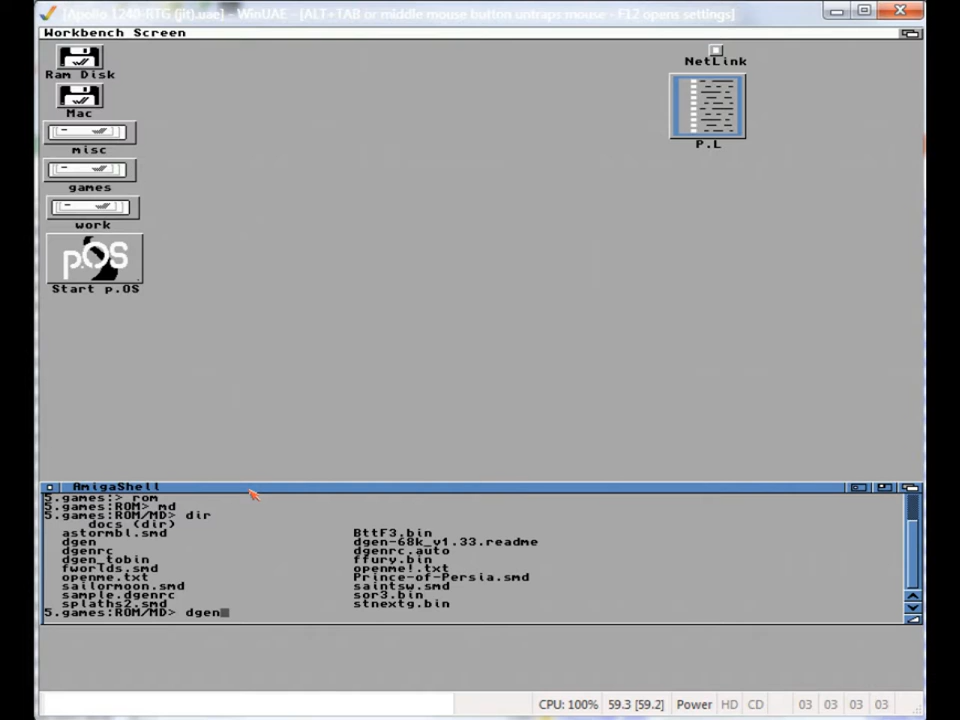 [Apollo 1240-RTG (jit).uae] - WinUAE - [ALT+TAB or middle mouse button untraps mouse - F12 opens settings]
Workbench Screen
Ram Disk
Mac
misc
games
work
p.OS
Start p.OS
NetLink
P.L
AmigaShell
5.games:> rom
5.games:ROM> md
5.games:ROM/MD> dir
docs (dir)
astormbl.smd BttF3.bin
dgen dgen-68k_v1.33.readme
dgenrc dgenrc.auto
dgen_tobin ffury.bin
fworlds.smd openme!.txt
openme.txt Prince-of-Persia.smd
sailormoon.smd saintsw.smd
sample.dgenrc sor3.bin
splaths2.smd stnextg.bin
5.games:ROM/MD> dgen
CPU: 100% 59.3 [59.2] Power HD CD 03 03 03 03